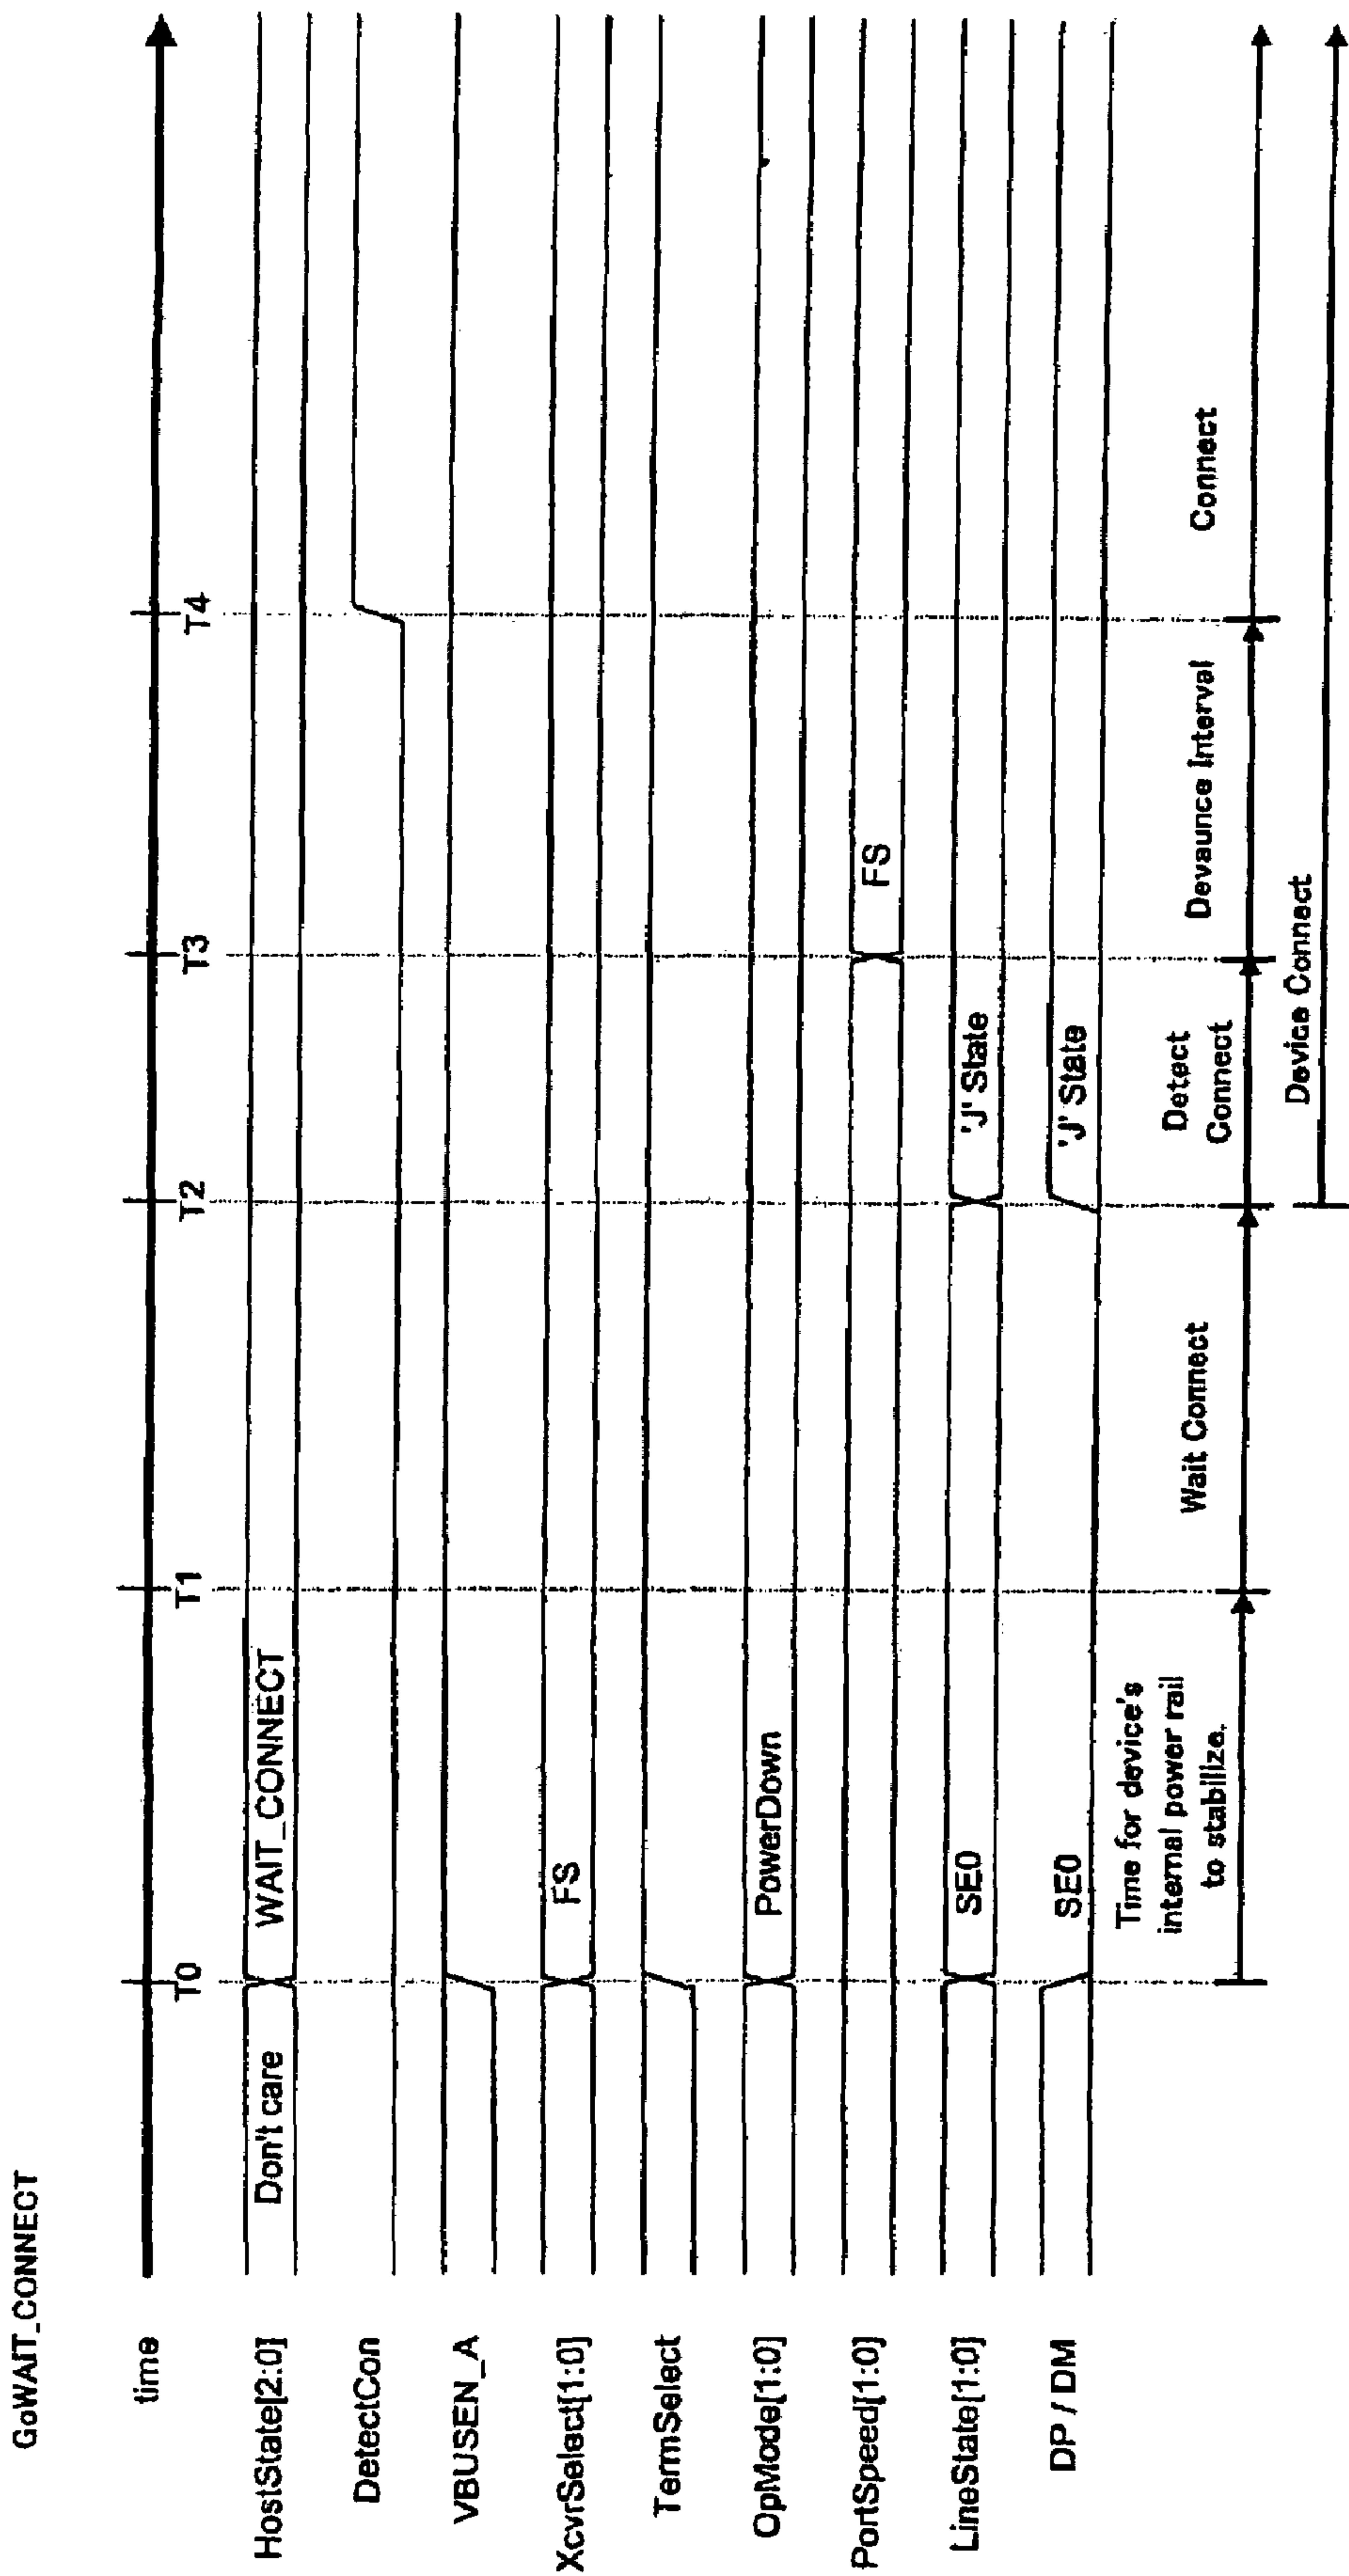 GoWAIT_CONNECT
time
T0
T1
T2
T3
T4
HostState[2:0]
Don't care
WAIT_CONNECT
DetectCon
VBUSEN_A
XcvrSelect[1:0]
FS
TermSelect
OpMode[1:0]
PowerDown
PortSpeed[1:0]
FS
LineState[1:0]
SE0
'J' State
DP / DM
SE0
'J' State
Time for device's
internal power rail
to stabilize.
Wait Connect
Detect
Connect
Devaunce Interval
Connect
Device Connect